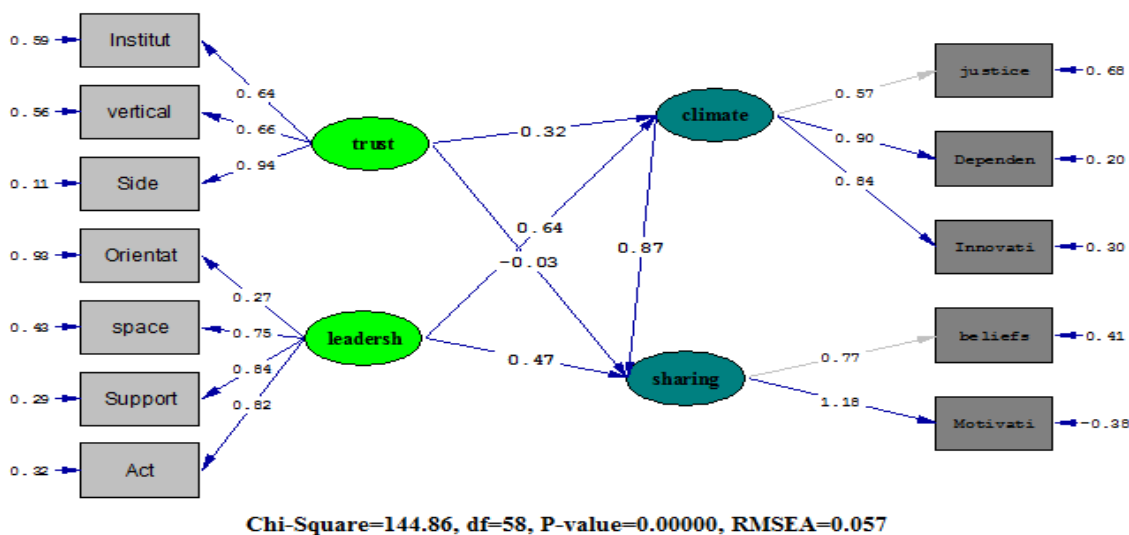 0.59 Institut
0.56 vertical
0.11 Side
0.98 Orientat
0.43 space
0.29 Support
0.32 Act
0.64
0.66
0.94
0.27
0.75
0.84
0.82
trust
leadersh
0.32
0.64
-0.03
0.47
0.87
climate
sharing
0.57
0.90
0.84
0.77
1.18
justice 0.68
Dependen 0.20
Innovati 0.30
beliefs 0.41
Motivati -0.38
Chi-Square=144.86, df=58, P-value=0.00000, RMSEA=0.057